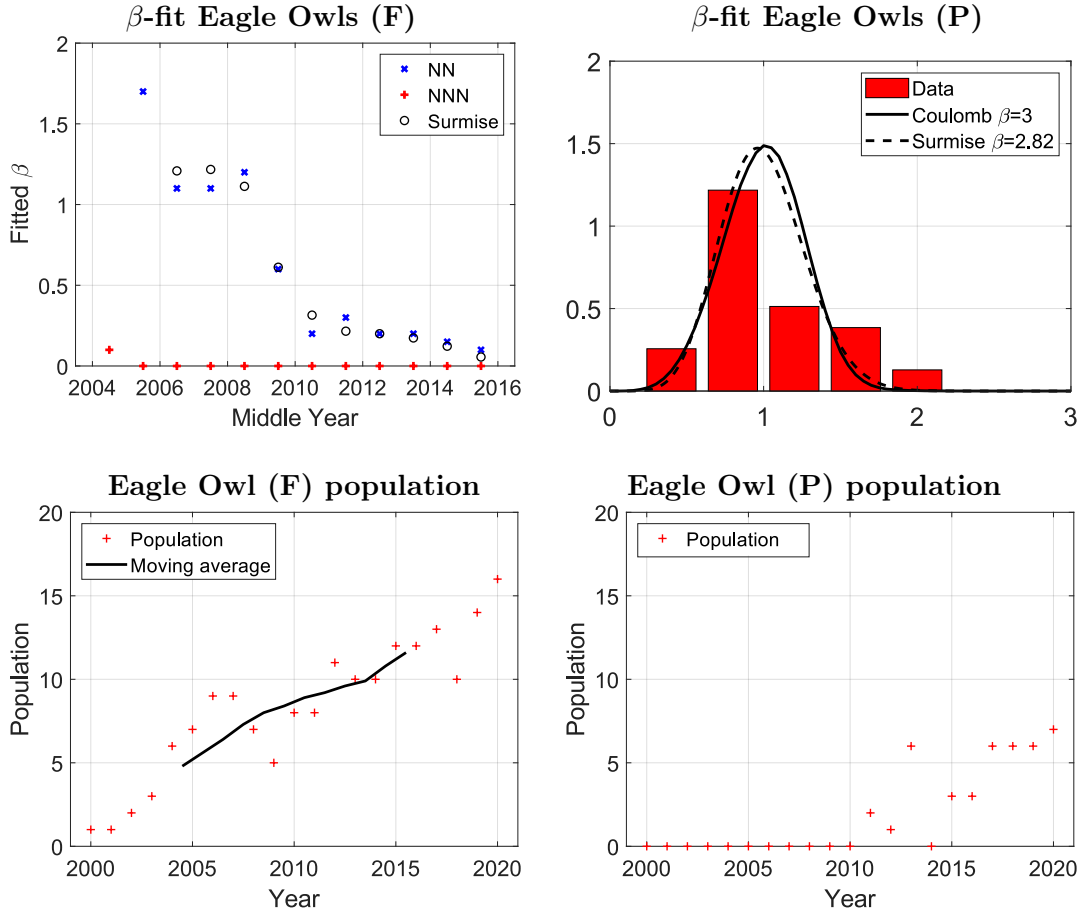 β-fit Eagle Owls (F)
2
1.5
1
0.5
0
Fitted β
NN
NNN
Surmise
2004 2006 2008 2010 2012 2014 2016
Middle Year
β-fit Eagle Owls (P)
2
1.5
1
0.5
0
Data
Coulomb β=3
Surmise β=2.82
0 1 2 3
Eagle Owl (F) population
20
15
10
5
0
Population
Population
Moving average
2000 2005 2010 2015 2020
Year
Eagle Owl (P) population
20
15
10
5
0
Population
Population
2000 2005 2010 2015 2020
Year